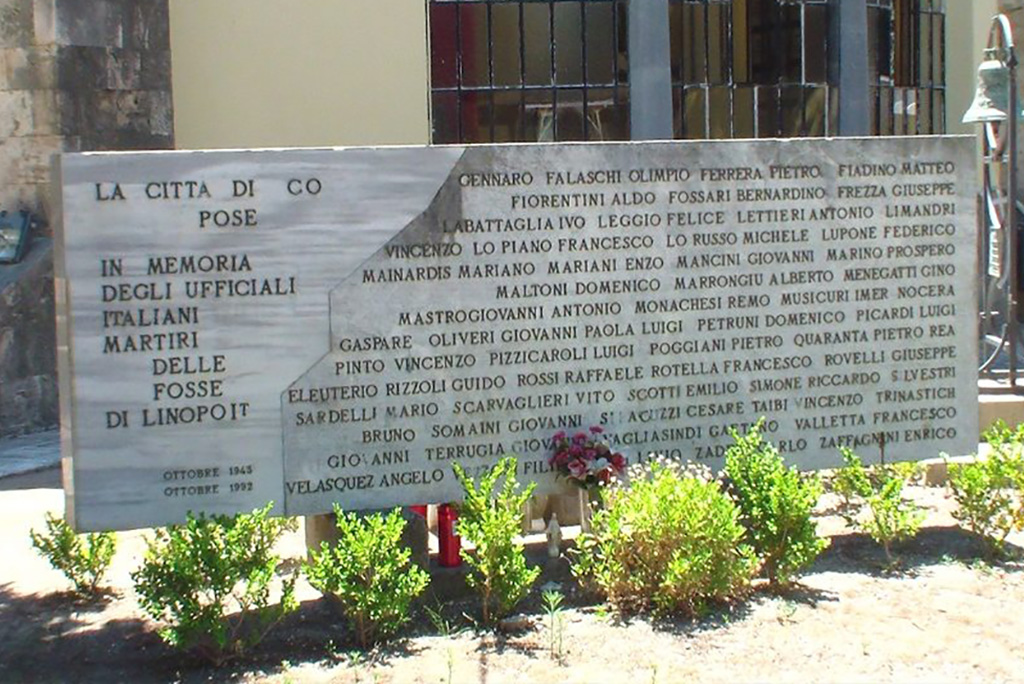 LA CITTA DI CO
POSE
IN MEMORIA
DEGLI UFFICIALI
ITALIANI
MARTIRI
DELLE
FOSSE
DI LINOPOIT
OTTOBRE 1943
OTTOBRE 1992
GENNARO FALASCHI OLIMPIO FERRERA PIETRO FIADINO MATTEO
FIORENTINI ALDO FOSSARI BERNARDINO FREZZA GIUSEPPE
LABATTAGLIA IVO LEGGIO FELICE LETTIERI ANTONIO LIMANDRI
VINCENZO LO PIANO FRANCESCO LO RUSSO MICHELE LUPONE FEDERICO
MAINARDIS MARIANO MARIANI ENZO MANCINI GIOVANNI MARINO PROSPERO
MALTONI DOMENICO MARRONGIU ALBERTO MENEGATTI GINO
MASTROGIOVANNI ANTONIO MONACHESI REMO MUSICURI IMER NOCERA
GASPARE OLIVERI GIOVANNI PAOLA LUIGI PETRUNI DOMENICO PICARDI LUIGI
PINTO VINCENZO PIZZICAROLI LUIGI POGGIANI PIETRO QUARANTA PIETRO REA
ELEUTERIO RIZZOLI GUIDO ROSSI RAFFAELE ROTELLA FRANCESCO ROVELLI GIUSEPPE
SARDELLI MARIO SCARVAGLIERI VITO SCOTTI EMILIO SIMONE RICCARDO SILVESTRI
BRUNO SOMAINI GIOVANNI CESARE TAIBI VINCENZO TRINASTICH
GIOVANNI TERRUGIA VALLETTA FRANCESCO
VELASQUEZ ANGELO ZAFFAGNINI ENRICO